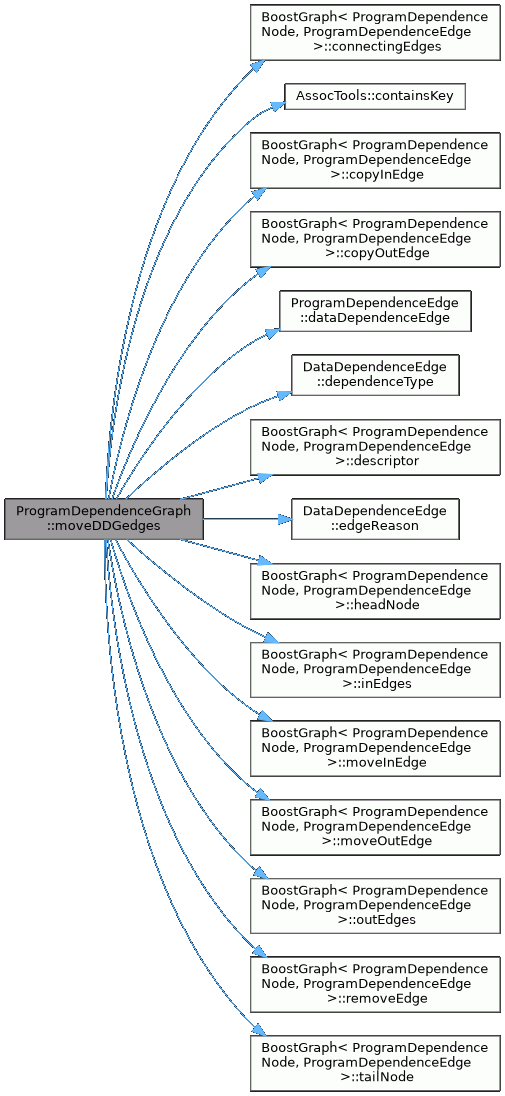 BoostGraph< ProgramDependence
Node, ProgramDependenceEdge
>::connectingEdges
AssocTools::containsKey
BoostGraph< ProgramDependence
Node, ProgramDependenceEdge
>::copyInEdge
BoostGraph< ProgramDependence
Node, ProgramDependenceEdge
>::copyOutEdge
ProgramDependenceEdge
::dataDependenceEdge
DataDependenceEdge
::dependenceType
BoostGraph< ProgramDependence
Node, ProgramDependenceEdge
>::descriptor
ProgramDependenceGraph
::moveDDGedges
DataDependenceEdge
::edgeReason
BoostGraph< ProgramDependence
Node, ProgramDependenceEdge
>::headNode
BoostGraph< ProgramDependence
Node, ProgramDependenceEdge
>::inEdges
BoostGraph< ProgramDependence
Node, ProgramDependenceEdge
>::moveInEdge
BoostGraph< ProgramDependence
Node, ProgramDependenceEdge
>::moveOutEdge
BoostGraph< ProgramDependence
Node, ProgramDependenceEdge
>::outEdges
BoostGraph< ProgramDependence
Node, ProgramDependenceEdge
>::removeEdge
BoostGraph< ProgramDependence
Node, ProgramDependenceEdge
>::tailNode